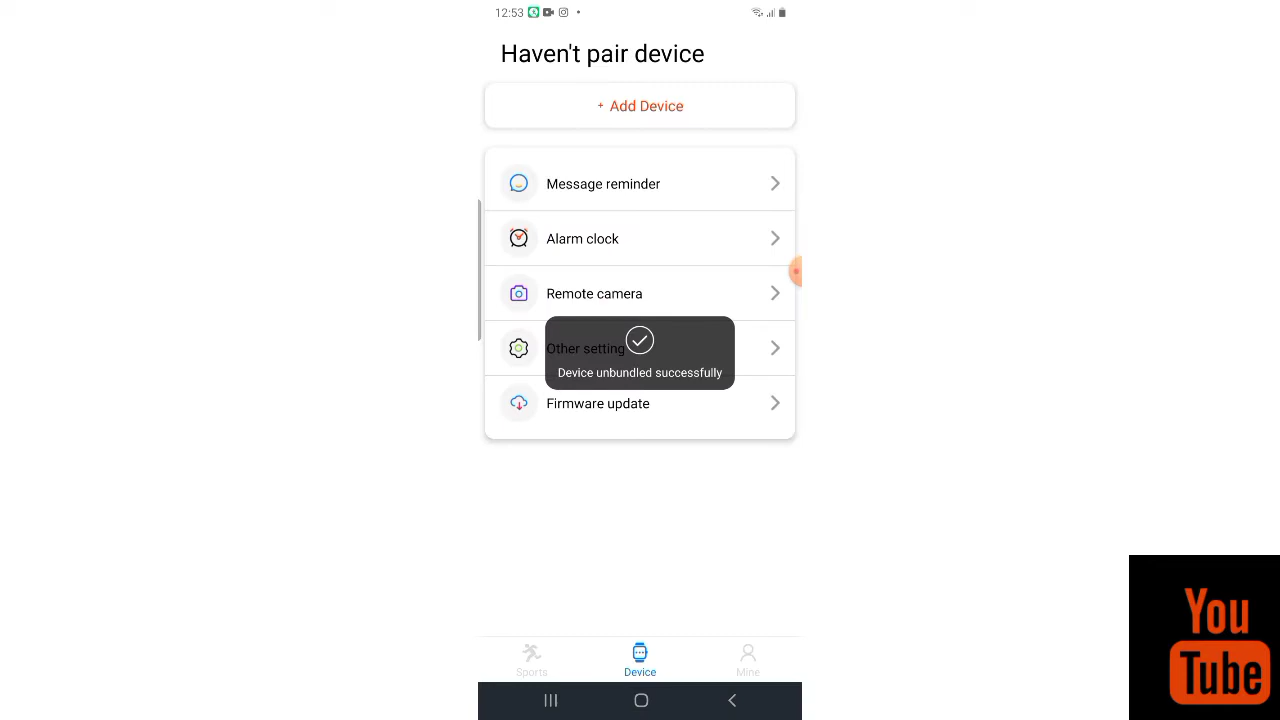 12:53
Haven't pair device
+ Add Device
Message reminder
Alarm clock
Remote camera
Other setting
Device unbundled successfully
Firmware update
Sports
Device
Mine
You
Tube